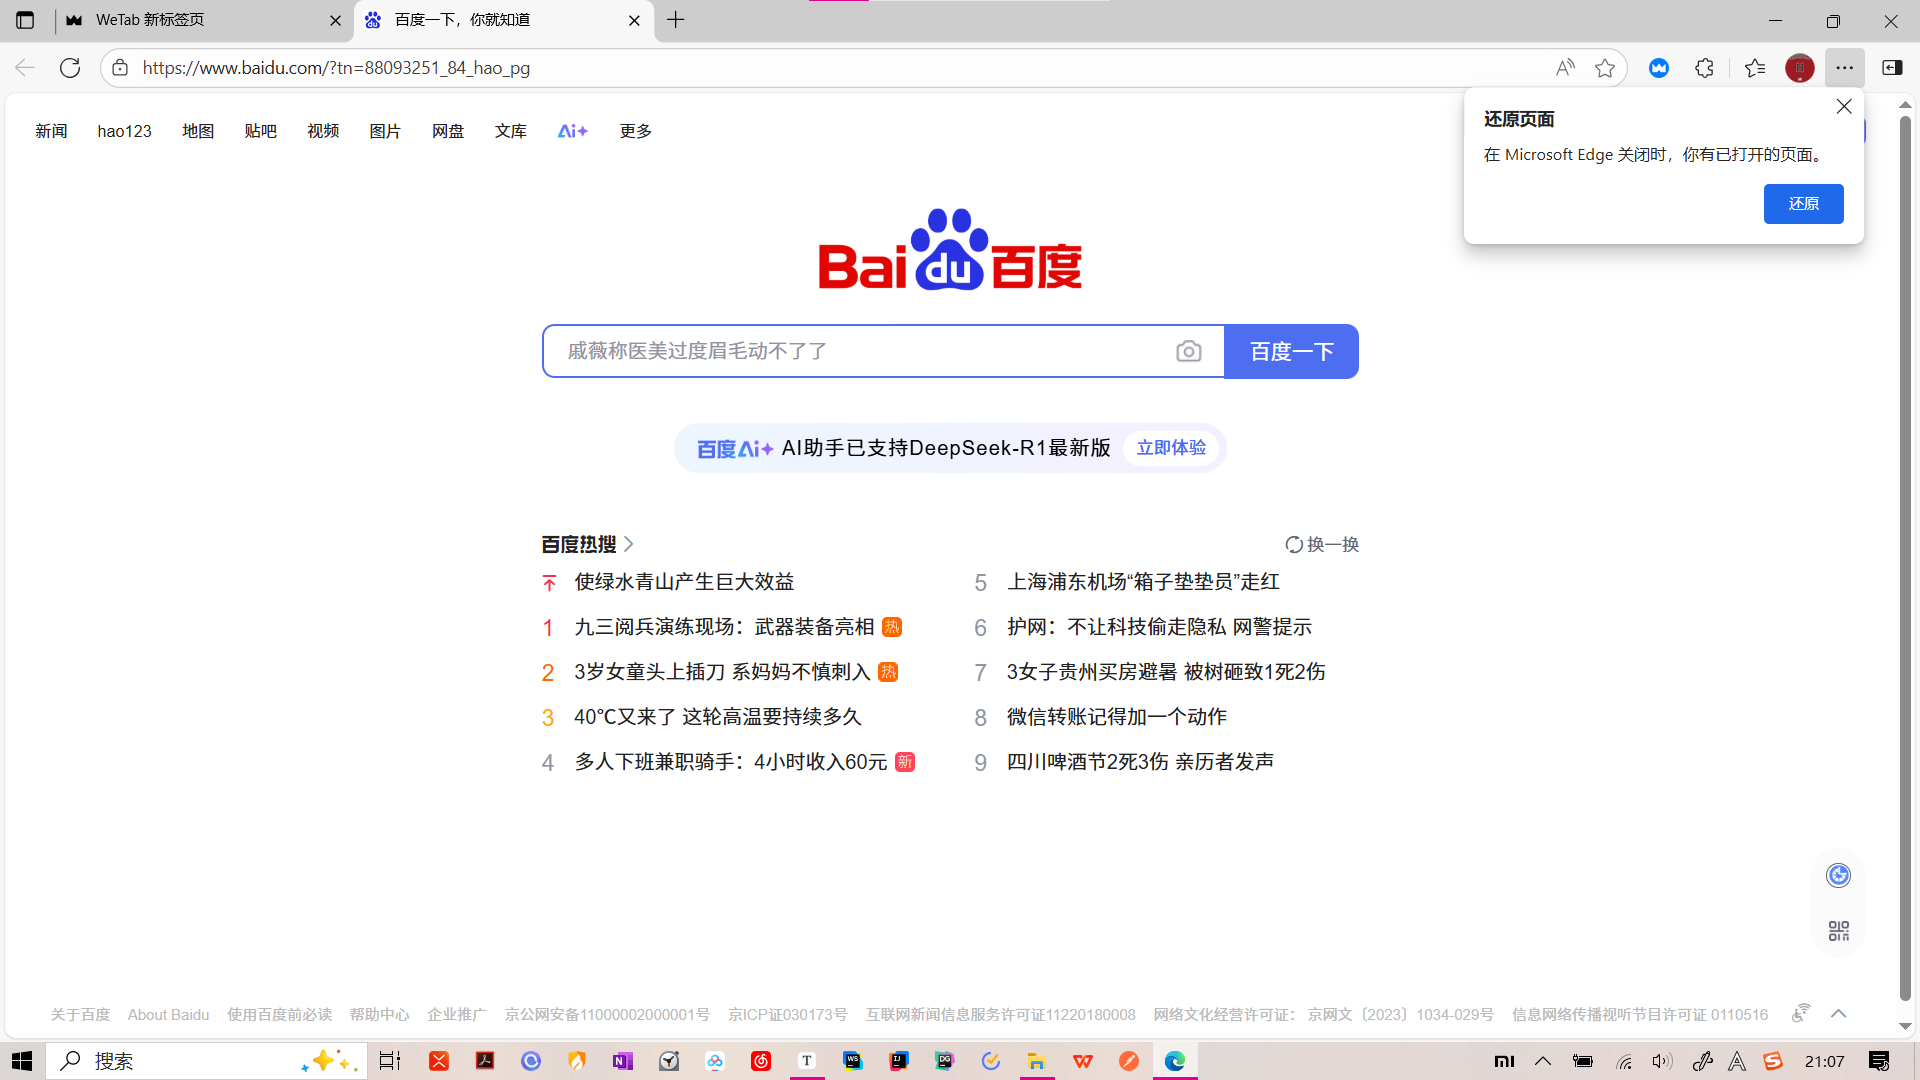 WeTab 新标签页
百度一下，你就知道
https://www.baidu.com/?tn=88093251_84_hao_pg
新闻 hao123 地图 贴吧 视频 图片 网盘 文库 Ai+ 更多
还原页面
在 Microsoft Edge 关闭时，你有已打开的页面。
还原
Bai du 百度
戚薇称医美过度眉毛动不了了
百度一下
百度Ai+ AI助手已支持DeepSeek-R1最新版 立即体验
百度热搜 换一换
使绿水青山产生巨大效益
1 九三阅兵演练现场：武器装备亮相 热
2 3岁女童头上插刀 系妈妈不慎刺入 热
3 40℃又来了 这轮高温要持续多久
4 多人下班兼职骑手：4小时收入60元 新
5 上海浦东机场“箱子垫垫员”走红
6 护网：不让科技偷走隐私 网警提示
7 3女子贵州买房避暑 被树砸致1死2伤
8 微信转账记得加一个动作
9 四川啤酒节2死3伤 亲历者发声
关于百度 About Baidu 使用百度前必读 帮助中心 企业推广 京公网安备11000002000001号 京ICP证030173号 互联网新闻信息服务许可证11220180008 网络文化经营许可证： 京网文〔2023〕1034-029号 信息网络传播视听节目许可证 0110516
搜索
21:07